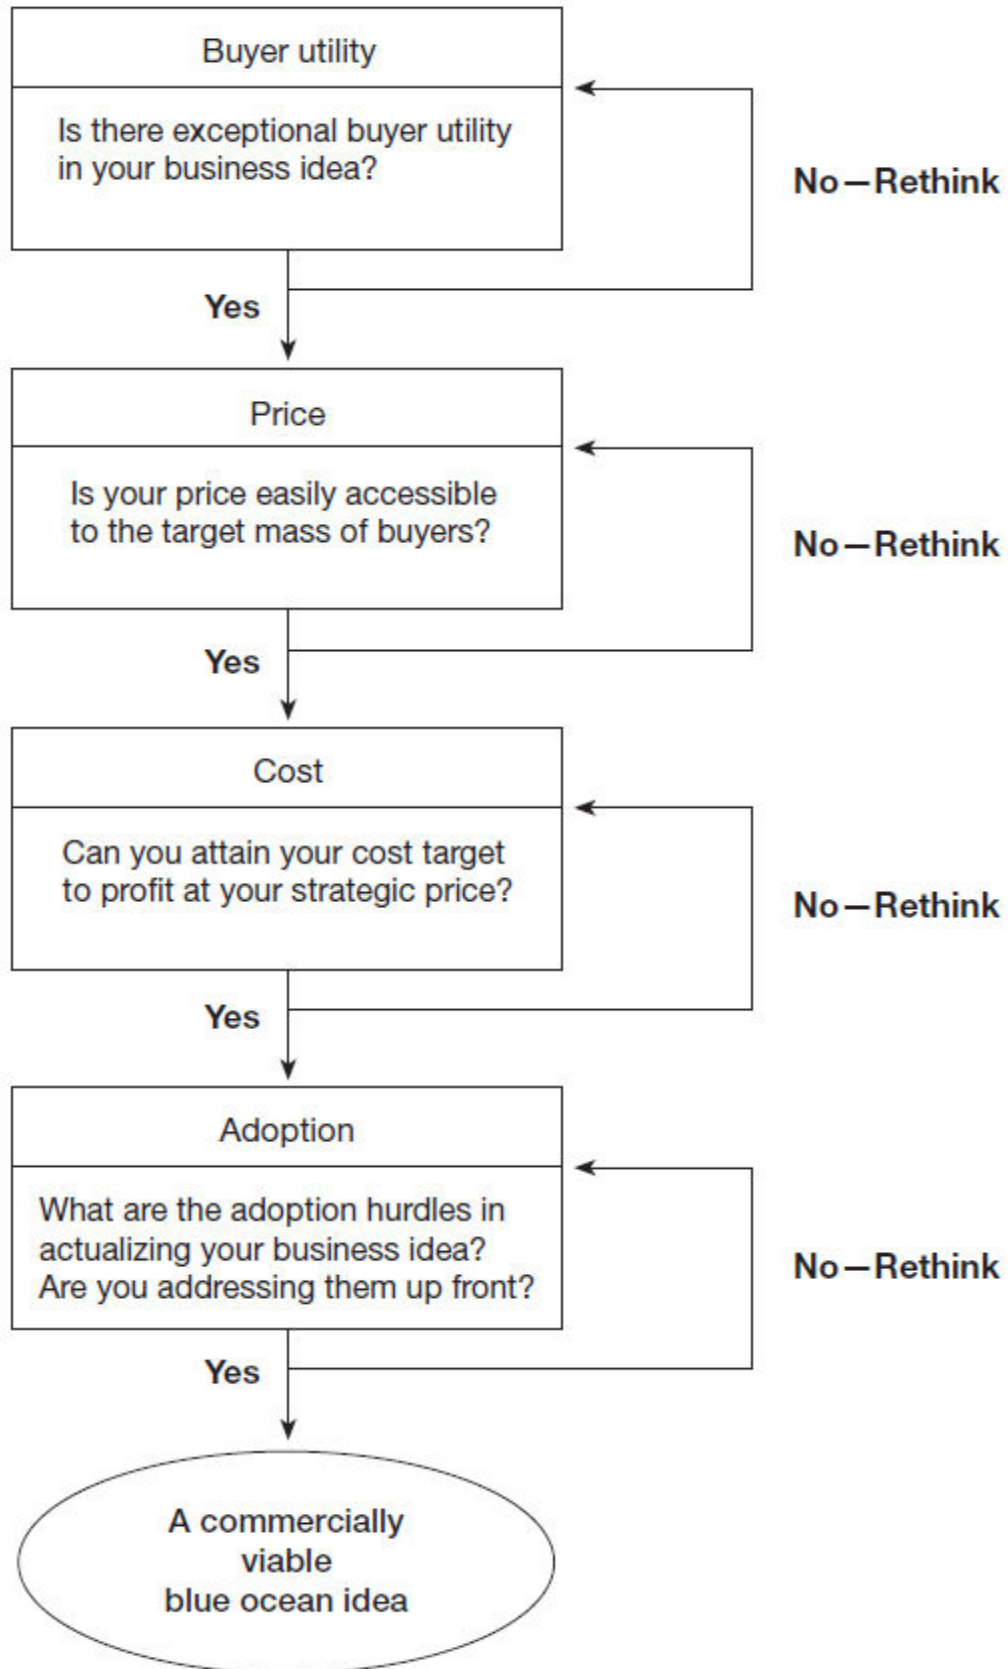 Buyer utility
Is there exceptional buyer utility
in your business idea?
No—Rethink
Yes
Price
Is your price easily accessible
to the target mass of buyers?
No—Rethink
Yes
Cost
Can you attain your cost target
to profit at your strategic price?
No—Rethink
Yes
Adoption
What are the adoption hurdles in
actualizing your business idea?
Are you addressing them up front?
No—Rethink
Yes
A commercially
viable
blue ocean idea